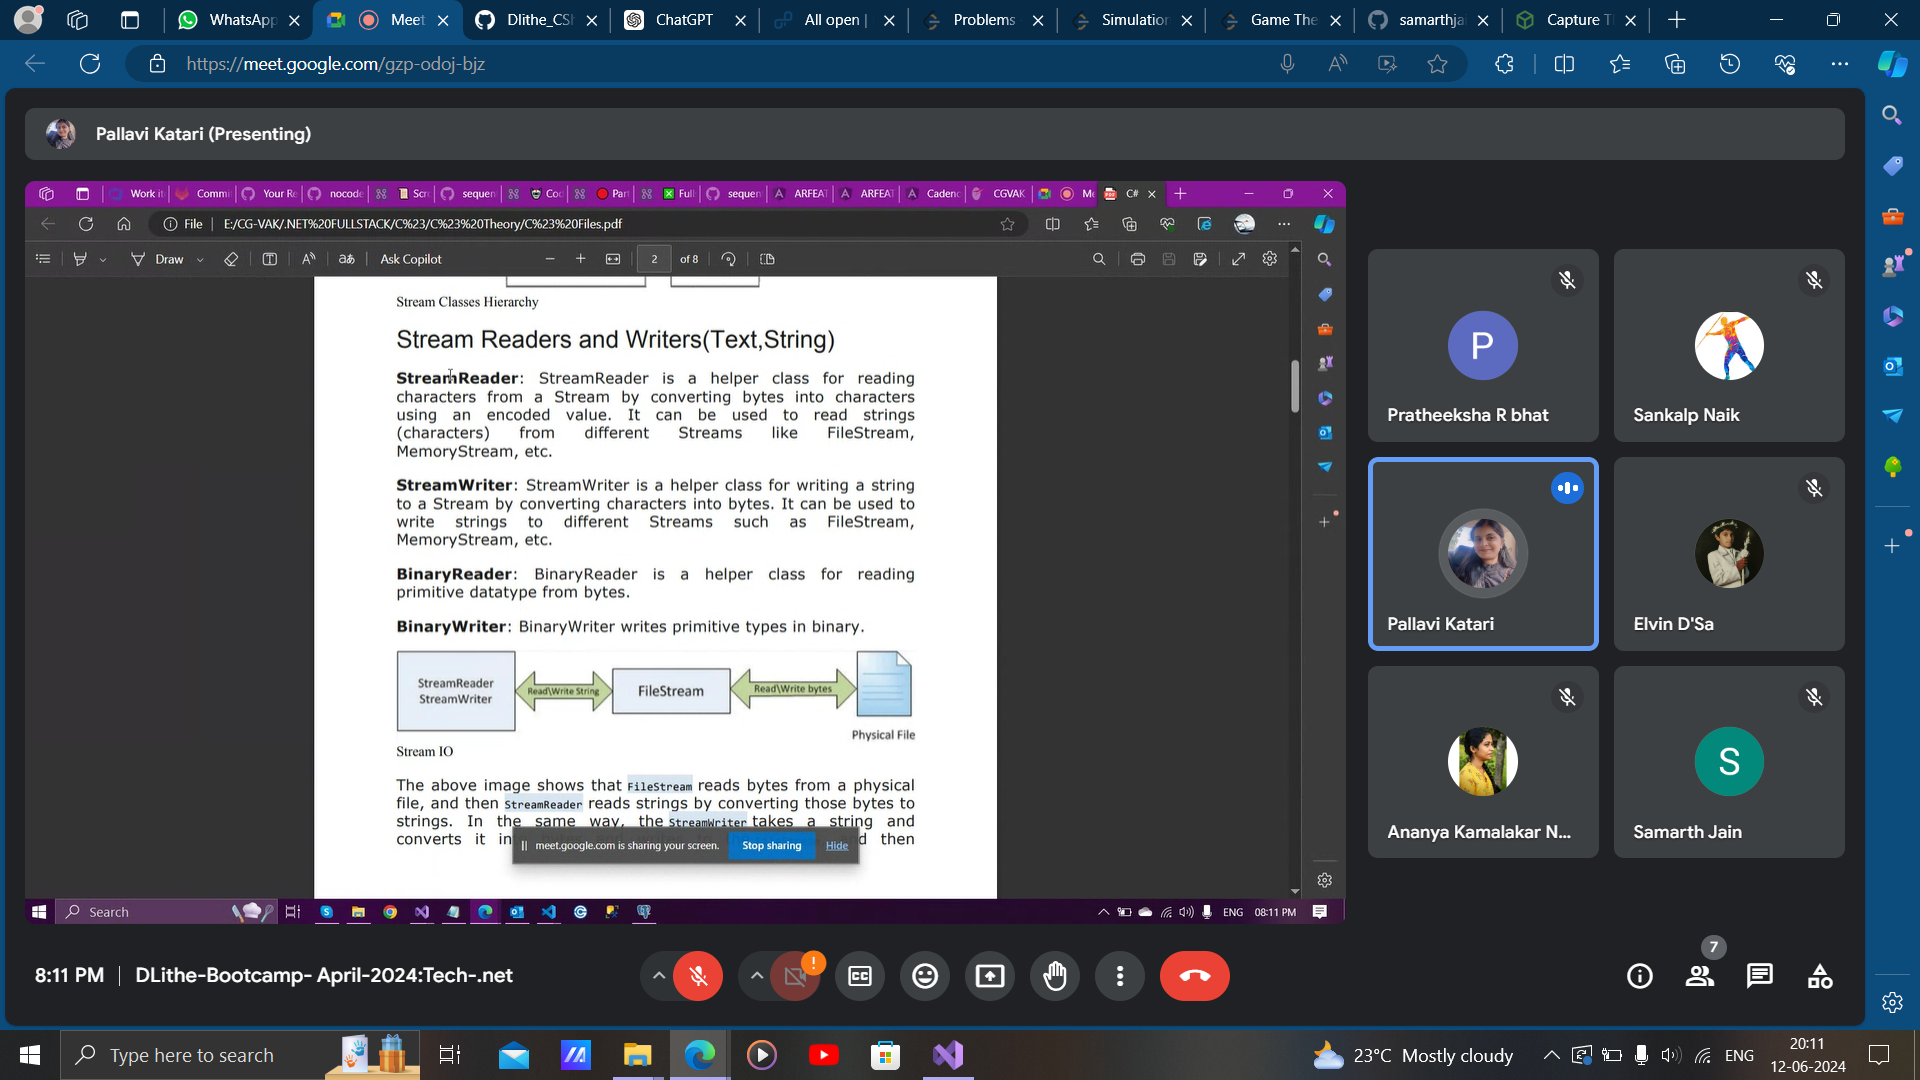 WhatsApp
Meet
Dlithe_CSh
ChatGPT
All open |
Problems
Simulation
Game The
samarthja
Capture T
https://meet.google.com/gzp-odoj-bjz
Pallavi Katari (Presenting)
Work it
Commi
Your Re
nocode
Scru
sequen
Cod
Part
Full
sequen
ARFEAT
ARFEAT
Cadenc
CGVAK
Me
C#
File
E:/CG-VAK/.NET%20FULLSTACK/C%23/C%23%20Theory/C%23%20Files.pdf
Draw
aあ
Ask Copilot
2
of 8
Stream Classes Hierarchy
Stream Readers and Writers(Text,String)
StreamReader: StreamReader is a helper class for reading
characters from a Stream by converting bytes into characters
using an encoded value. It can be used to read strings
(characters) from different Streams like FileStream,
MemoryStream, etc.
StreamWriter: StreamWriter is a helper class for writing a string
to a Stream by converting characters into bytes. It can be used to
write strings to different Streams such as FileStream,
MemoryStream, etc.
BinaryReader: BinaryReader is a helper class for reading
primitive datatype from bytes.
BinaryWriter: BinaryWriter writes primitive types in binary.
StreamReader
StreamWriter
Read\Write String
FileStream
Read\Write bytes
Physical File
Stream IO
The above image shows that FileStream reads bytes from a physical
file, and then StreamReader reads strings by converting those bytes to
strings. In the same way, the StreamWriter takes a string and
converts it in
then
meet.google.com is sharing your screen.
Stop sharing
Hide
Search
ENG
08:11 PM
P
Pratheeksha R bhat
Sankalp Naik
Pallavi Katari
Elvin D'Sa
Ananya Kamalakar N...
S
Samarth Jain
8:11 PM
DLithe-Bootcamp- April-2024:Tech-.net
7
Type here to search
23°C Mostly cloudy
ENG
20:11
12-06-2024